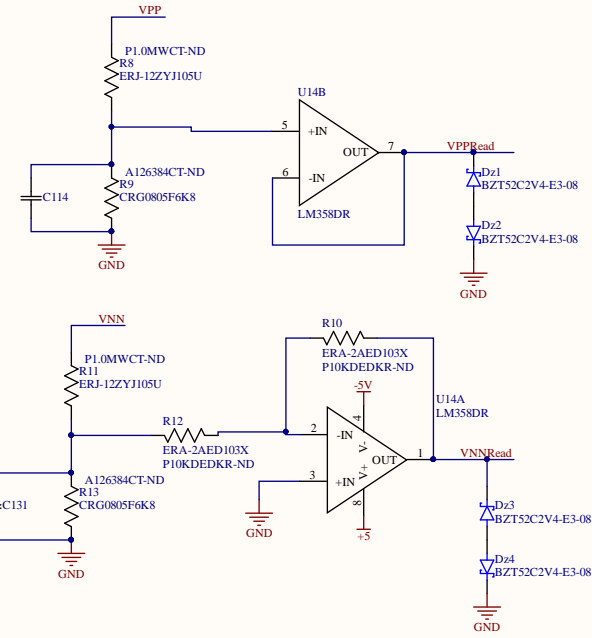 VPP
P1.0MWCT-ND
R8
ERJ-12ZYJ105U
U14B
5
+IN
OUT
7
VPPRead
6
-IN
LM358DR
A126384CT-ND
R9
CRG0805F6K8
C114
GND
Dz1
BZT52C2V4-E3-08
Dz2
BZT52C2V4-E3-08
GND
VNN
P1.0MWCT-ND
R11
ERJ-12ZYJ105U
R10
ERA-2AED103X
P10KDEDKR-ND
-5V
U14A
LM358DR
R12
ERA-2AED103X
P10KDEDKR-ND
2
-IN
4
V-
OUT
1
VNNRead
3
+IN
V+
8
+5
GND
A126384CT-ND
R13
CRG0805F6K8
C131
GND
Dz3
BZT52C2V4-E3-08
Dz4
BZT52C2V4-E3-08
GND